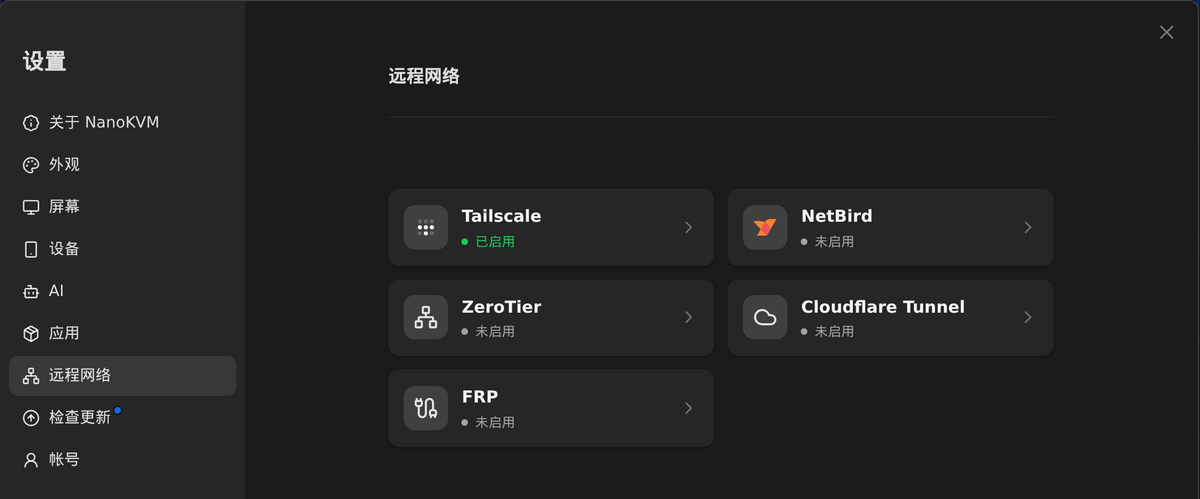 设置
关于 NanoKVM
外观
屏幕
设备
AI
应用
远程网络
检查更新
帐号
远程网络
Tailscale
已启用
NetBird
未启用
ZeroTier
未启用
Cloudflare Tunnel
未启用
FRP
未启用